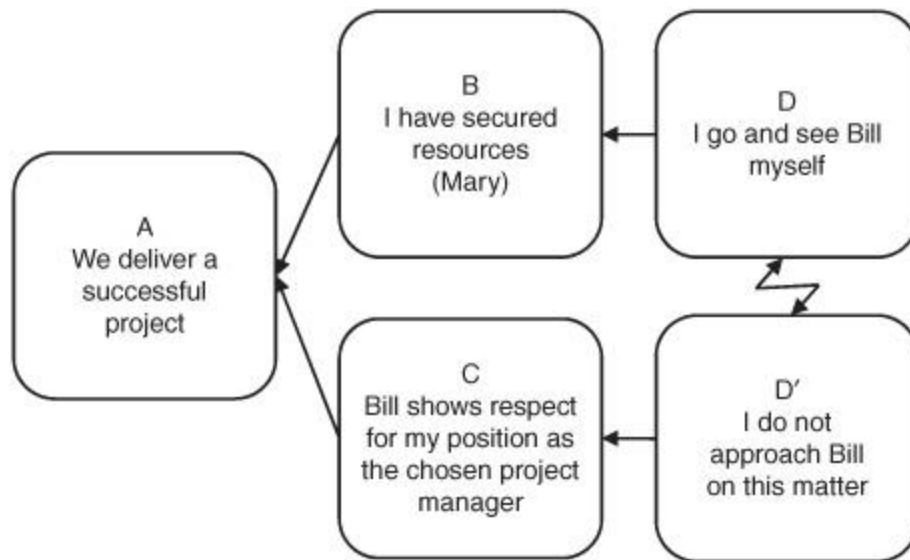 A
We deliver a
successful
project
B
I have secured
resources
(Mary)
C
Bill shows respect
for my position as
the chosen project
manager
D
I go and see Bill
myself
D′
I do not
approach Bill
on this matter